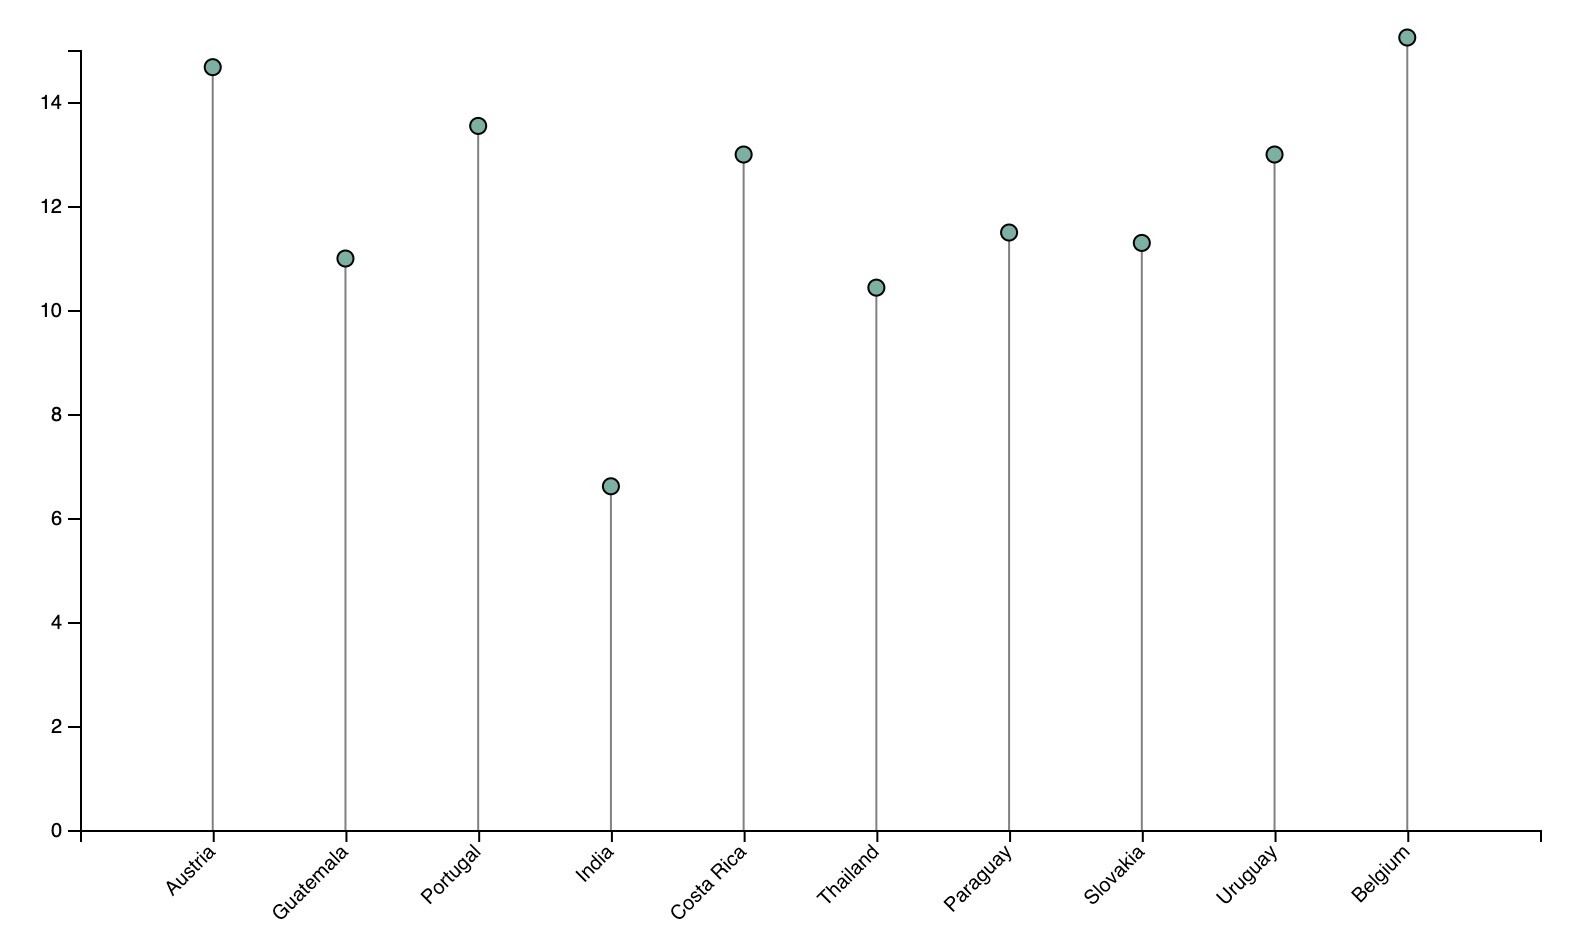 14
12
10
8
6
4
2
0
Austria
Guatemala
Portugal
India
Costa Rica
Thailand
Paraguay
Slovakia
Uruguay
Belgium